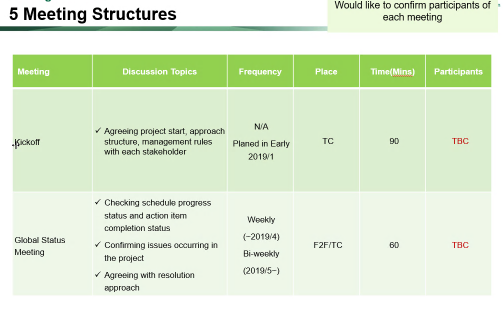 5 Meeting Structures
Would like to confirm participants of
each meeting
Meeting
Discussion Topics
Frequency
Place
Time(Mins)
Participants
Kickoff
✓ Agreeing project start, approach
structure, management rules
with each stakeholder
N/A
Planed in Early
2019/1
TC
90
TBC
Global Status
Meeting
✓ Checking schedule progress
status and action item
completion status
✓ Confirming issues occurring in
the project
✓ Agreeing with resolution
approach
Weekly
(~2019/4)
Bi-weekly
(2019/5~)
F2F/TC
60
TBC